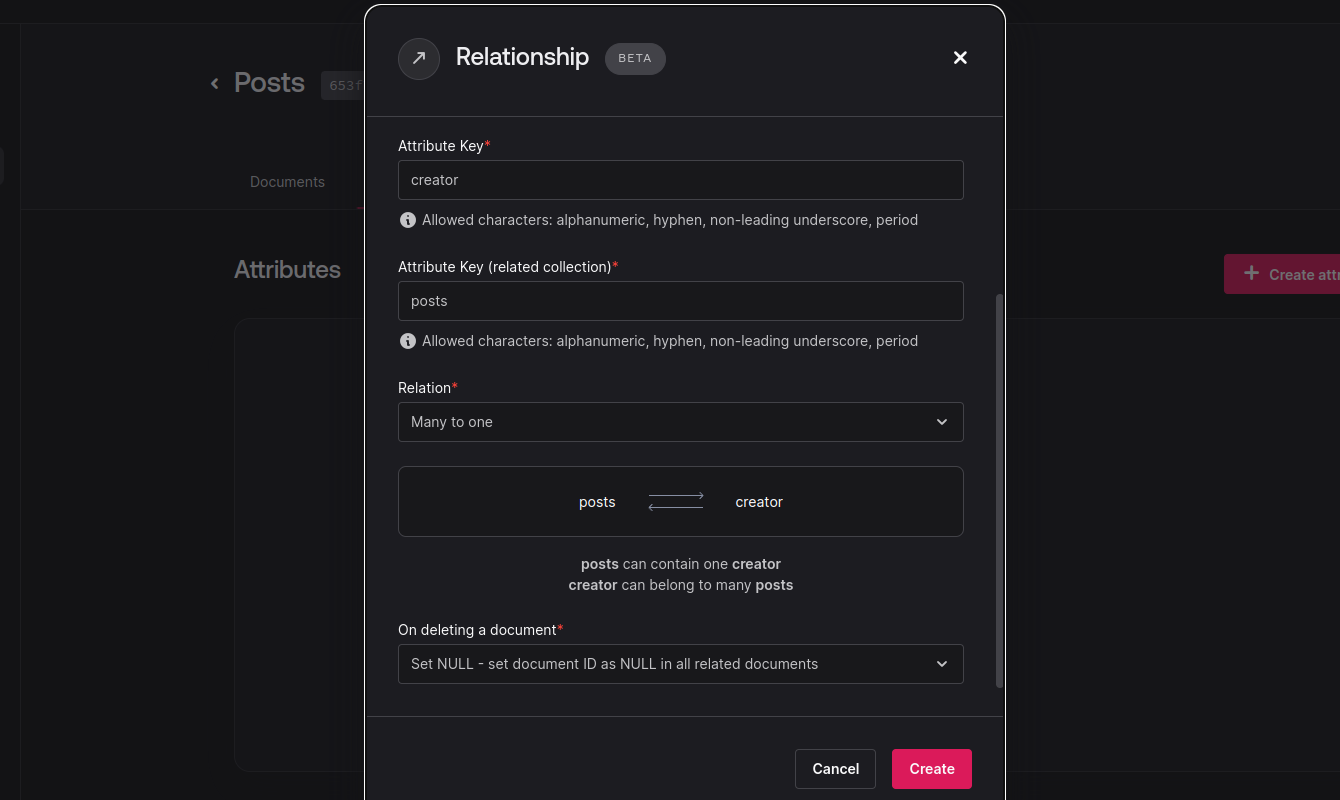 Relationship BETA
Posts 653f
Documents
Attributes
Create attr
Attribute Key*
creator
Allowed characters: alphanumeric, hyphen, non-leading underscore, period
Attribute Key (related collection)*
posts
Allowed characters: alphanumeric, hyphen, non-leading underscore, period
Relation*
Many to one
posts creator
posts can contain one creator
creator can belong to many posts
On deleting a document*
Set NULL - set document ID as NULL in all related documents
Cancel Create